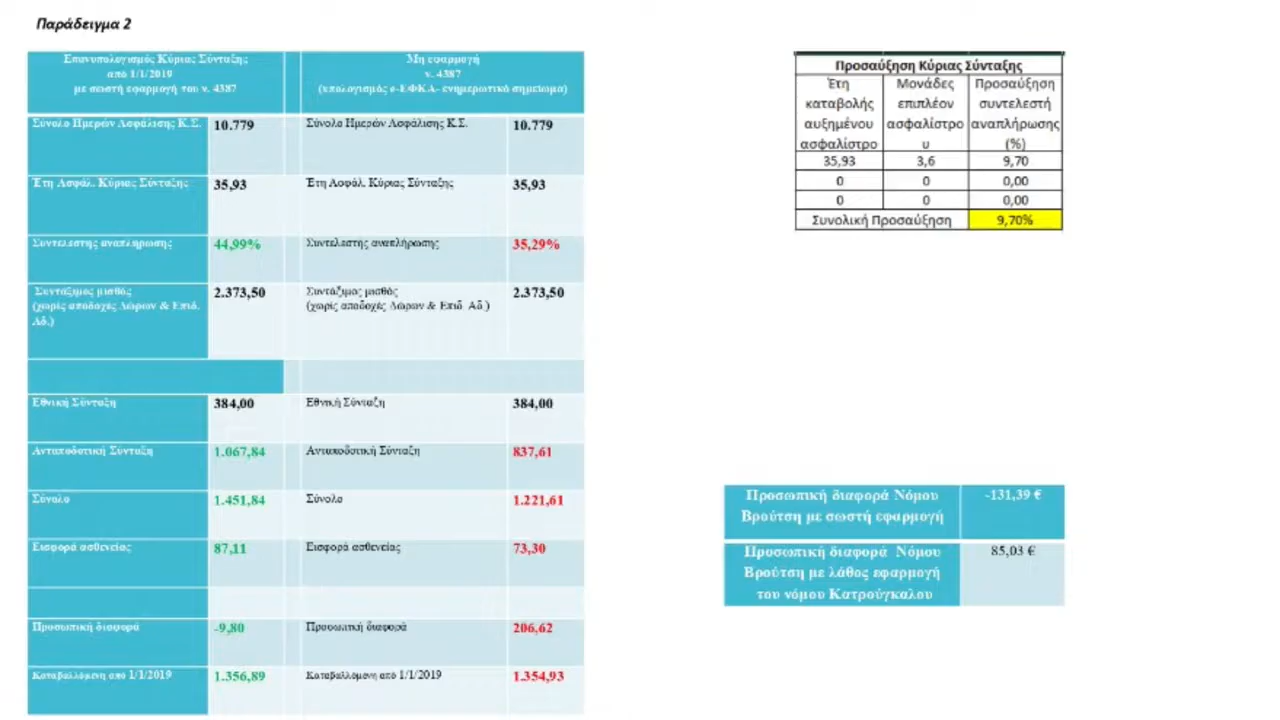 Παράδειγμα 2
Επανυπολογισμός Κύριας Σύνταξης
από 1/1/2019
με σωστή εφαρμογή του ν. 4387
Μη εφαρμογή
ν. 4387
(υπολογισμός e-ΕΦΚΑ- ενημερωτικό σημείωμα)
Σύνολο Ημερών Ασφάλισης Κ.Σ. 10.779 Σύνολο Ημερών Ασφάλισης Κ.Σ. 10.779
Έτη Ασφάλ. Κύριας Σύνταξης 35,93 Έτη Ασφάλ. Κύριας Σύνταξης 35,93
Συντελεστής αναπλήρωσης 44,99% Συντελεστής αναπλήρωσης 35,29%
Συντάξιμος μισθός
(χωρίς αποδοχές Δώρων & Επιδ.
Αδ.)
2.373,50
Συντάξιμος μισθός
(χωρίς αποδοχές Δώρων & Επιδ. Αδ.)
2.373,50
Εθνική Σύνταξη 384,00 Εθνική Σύνταξη 384,00
Ανταποδοτική Σύνταξη 1.067,84 Ανταποδοτική Σύνταξη 837,61
Σύνολο 1.451,84 Σύνολο 1.221,61
Εισφορά ασθενείας 87,11 Εισφορά ασθενείας 73,30
Προσωπική διαφορά -9,80 Προσωπική διαφορά 206,62
Καταβαλλόμενη από 1/1/2019 1.356,89 Καταβαλλόμενη από 1/1/2019 1.354,93
Προσαύξηση Κύριας Σύνταξης
Έτη
καταβολής
αυξημένου
ασφαλίστρο
Μονάδες
επιπλέον
ασφαλίστρο
υ
Προσαύξηση
συντελεστή
αναπλήρωσης
(%)
35,93 3,6 9,70
0 0 0,00
0 0 0,00
Συνολική Προσαύξηση 9,70%
Προσωπική διαφορά Νόμου
Βρούτση με σωστή εφαρμογή
-131,39 €
Προσωπική διαφορά Νόμου
Βρούτση με λάθος εφαρμογή
του νόμου Κατρούγκαλου
85,03 €